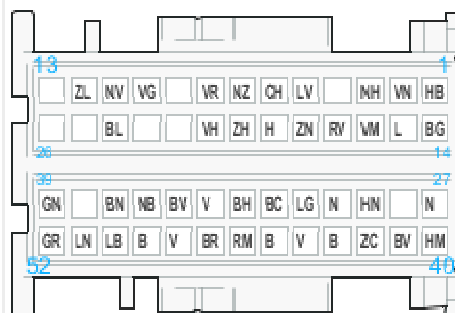 13 1
ZL NV VG VR NZ CH LV NH VN HB
BL VH ZH H ZN RV VM L BG
26 14
39 27
GN BN NB BV V BH BC LG N HN N
GR LN LB B V BR RM B V B ZC BV HM
52 40